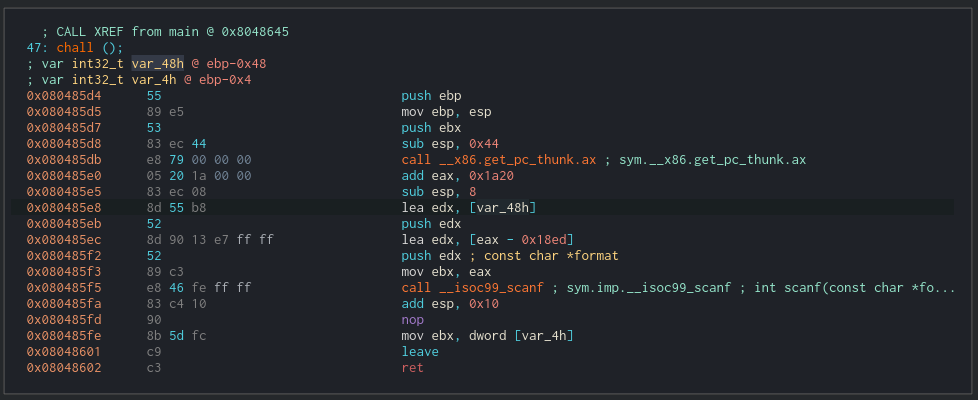 ; CALL XREF from main @ 0x8048645
47: chall ();
; var int32_t var_48h @ ebp-0x48
; var int32_t var_4h @ ebp-0x4
0x080485d4 55 push ebp
0x080485d5 89 e5 mov ebp, esp
0x080485d7 53 push ebx
0x080485d8 83 ec 44 sub esp, 0x44
0x080485db e8 79 00 00 00 call __x86.get_pc_thunk.ax ; sym.__x86.get_pc_thunk.ax
0x080485e0 05 20 1a 00 00 add eax, 0x1a20
0x080485e5 83 ec 08 sub esp, 8
0x080485e8 8d 55 b8 lea edx, [var_48h]
0x080485eb 52 push edx
0x080485ec 8d 90 13 e7 ff ff lea edx, [eax - 0x18ed]
0x080485f2 52 push edx ; const char *format
0x080485f3 89 c3 mov ebx, eax
0x080485f5 e8 46 fe ff ff call __isoc99_scanf ; sym.imp.__isoc99_scanf ; int scanf(const char *fo...
0x080485fa 83 c4 10 add esp, 0x10
0x080485fd 90 nop
0x080485fe 8b 5d fc mov ebx, dword [var_4h]
0x08048601 c9 leave
0x08048602 c3 ret